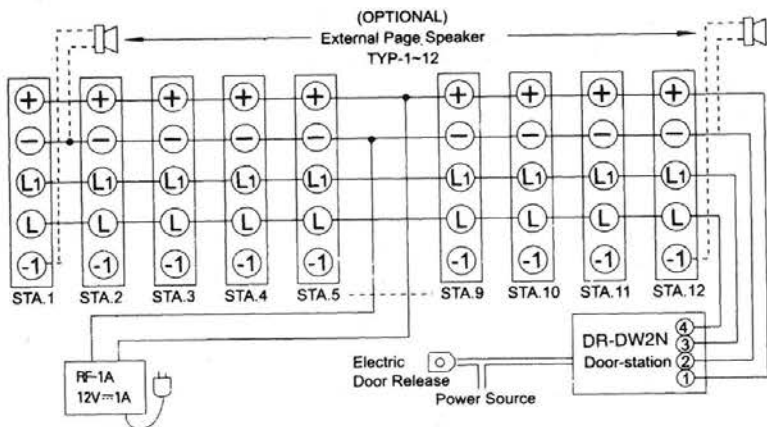 (OPTIONAL)
External Page Speaker
TYP-1~12
+ + + + + + + + +
− − − − − − − − −
L1 L1 L1 L1 L1 L1 L1 L1 L1
L L L L L L L L L
-1 -1 -1 -1 -1 -1 -1 -1 -1
STA.1 STA.2 STA.3 STA.4 STA.5 STA.9 STA.10 STA.11 STA.12
RF-1A
12V⎓1A
Electric
Door Release
Power Source
DR-DW2N
Door-station
4
3
2
1